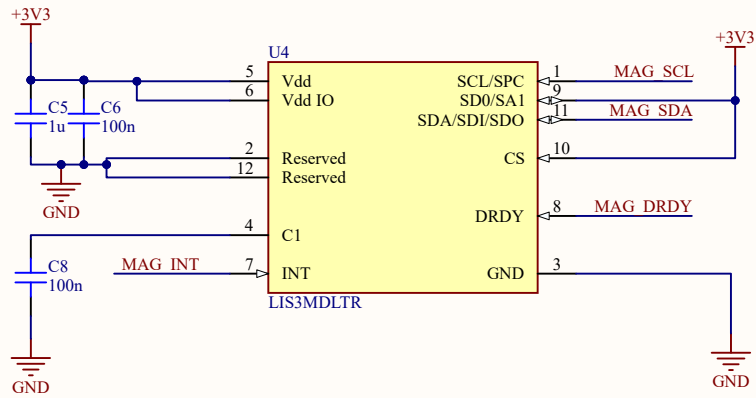 +3V3
+3V3
U4
5 Vdd SCL/SPC 1 MAG_SCL
6 Vdd IO SD0/SA1 9
SDA/SDI/SDO 11 MAG_SDA
C5 C6
1u 100n
2 Reserved CS 10
12 Reserved
GND
DRDY 8 MAG_DRDY
4 C1
C8
100n
MAG_INT 7 INT GND 3
LIS3MDLTR
GND
GND